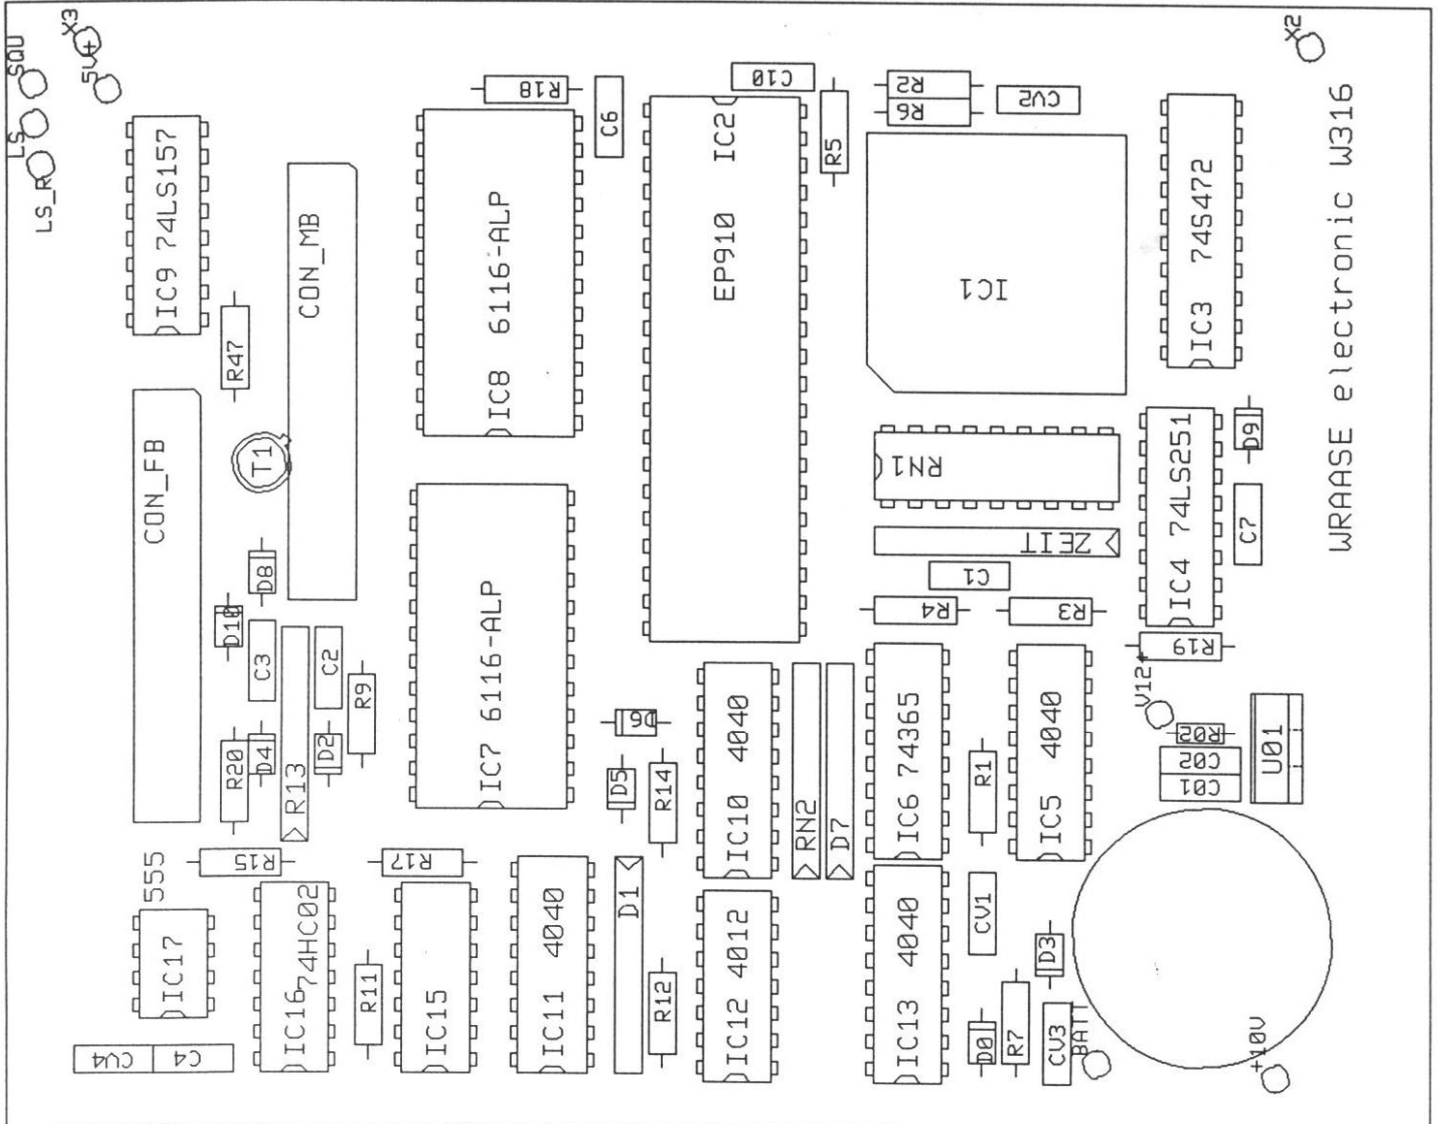 X3
SQU
5V+
LS
LS_R
X2
IC9 74LS157
R47
CON_MB
CON_FB
T1
R18
C6
IC8 6116-ALP
C10
IC2
EP910
R5
R2
R6
CV2
IC1
IC3 74S472
WRAASE electronic W316
RN1
ZEIT
C1
R4
R3
IC4 74LS251
D9
C7
R19
V12+
D8
D10
C3
C2
R9
R20
D4
R13
D2
IC7 6116-ALP
D6
D5
R14
IC10 4040
RN2
D7
IC6 74365
R1
IC5 4040
R02
C02
C01
U01
555
R15
R17
IC17
IC16 74HC02
R11
IC15
IC11 4040
D1
R12
IC12 4012
IC13 4040
CV1
D3
D0
R7
CV3
BATT
+10V
CV4
C4